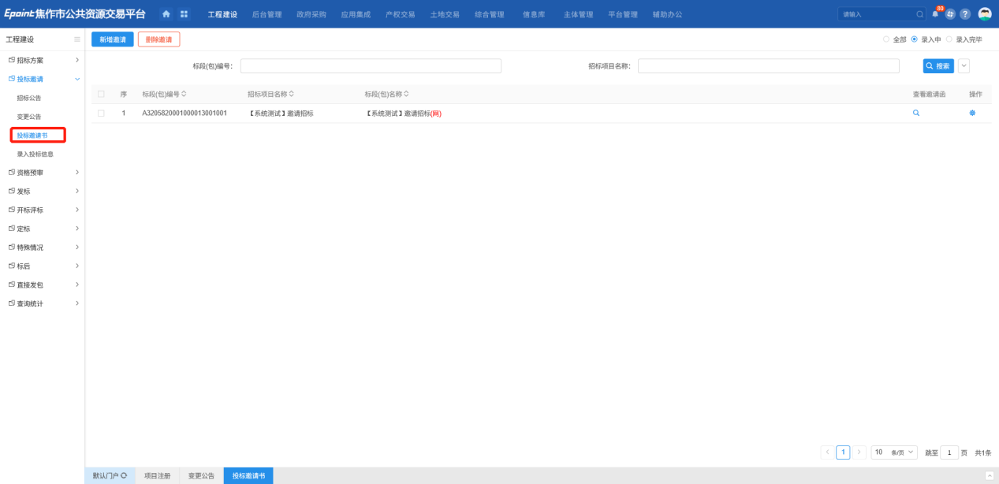 Epoint焦作市公共资源交易平台 工程建设 后台管理 政府采购 应用集成 产权交易 土地交易 综合管理 信息库 主体管理 平台管理 辅助办公 请输入 80 ?
工程建设
新增邀请 删除邀请 全部 录入中 录入完毕
招标方案
投标邀请
招标公告
变更公告
投标邀请书
录入投标信息
资格预审
发标
开标评标
定标
特殊情况
标后
直接发包
查询统计
标段(包)编号： 招标项目名称： 搜索
序 标段(包)编号 招标项目名称 标段(包)名称 查看邀请函 操作
1 A3205820001000013001001 【系统测试】邀请招标 【系统测试】邀请招标(网)
1 10 条/页 跳至 1 页 共1条
默认门户 项目注册 变更公告 投标邀请书